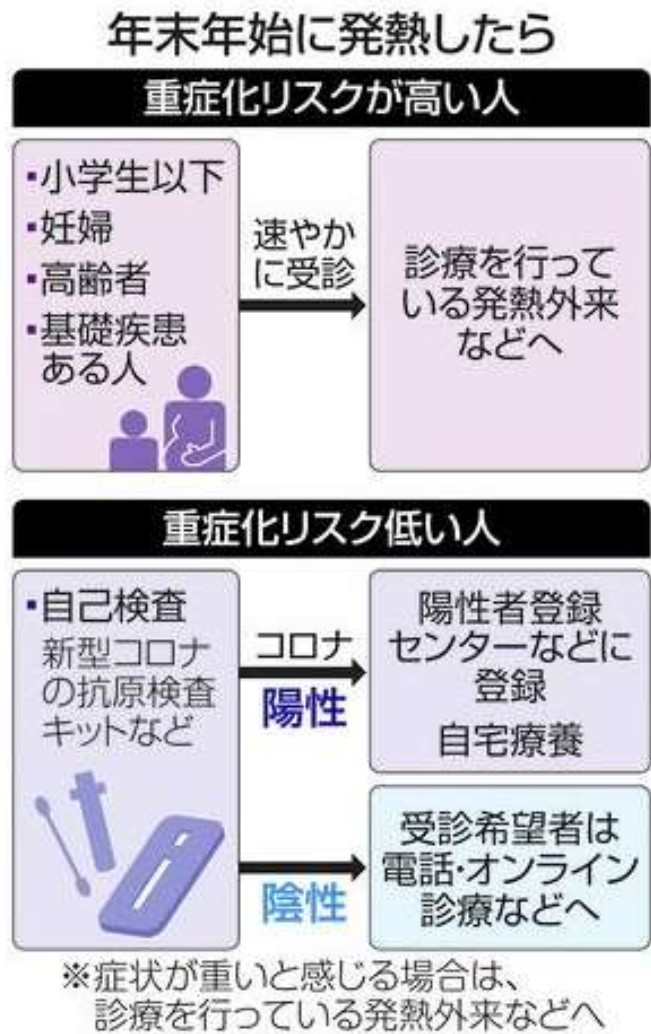 年末年始に発熱したら
重症化リスクが高い人
▪小学生以下
▪妊婦
▪高齢者
▪基礎疾患
ある人
速やか
に受診
診療を行って
いる発熱外来
などへ
重症化リスク低い人
▪自己検査
新型コロナ
の抗原検査
キットなど
コロナ
陽性
陽性者登録
センターなどに
登録
自宅療養
陰性
受診希望者は
電話・オンライン
診療などへ
※症状が重いと感じる場合は、
診療を行っている発熱外来などへ